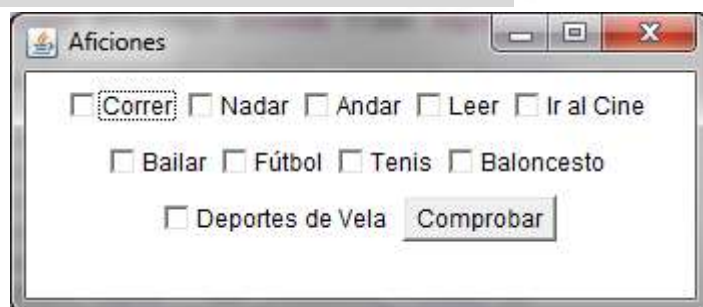 Aficiones
Correr Nadar Andar Leer Ir al Cine
Bailar Fútbol Tenis Baloncesto
Deportes de Vela Comprobar